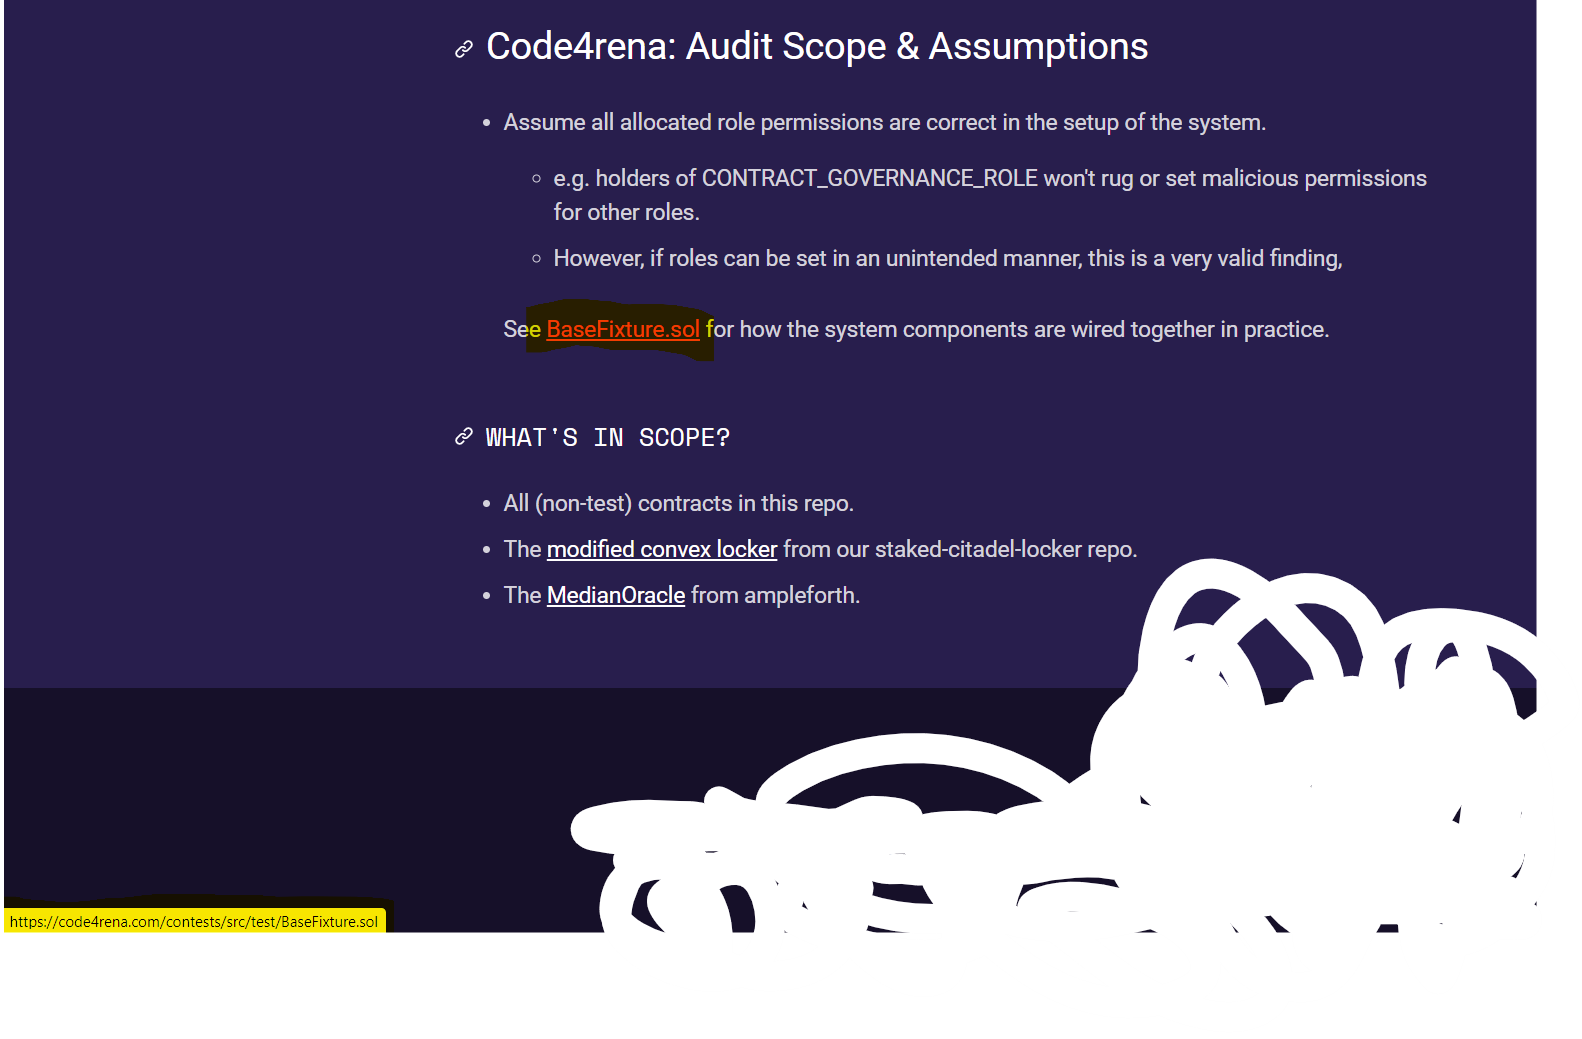 Code4rena: Audit Scope & Assumptions
Assume all allocated role permissions are correct in the setup of the system.
e.g. holders of CONTRACT_GOVERNANCE_ROLE won't rug or set malicious permissions
for other roles.
However, if roles can be set in an unintended manner, this is a very valid finding,
See BaseFixture.sol for how the system components are wired together in practice.
WHAT'S IN SCOPE?
All (non-test) contracts in this repo.
The modified convex locker from our staked-citadel-locker repo.
The MedianOracle from ampleforth.
https://code4rena.com/contests/src/test/BaseFixture.sol